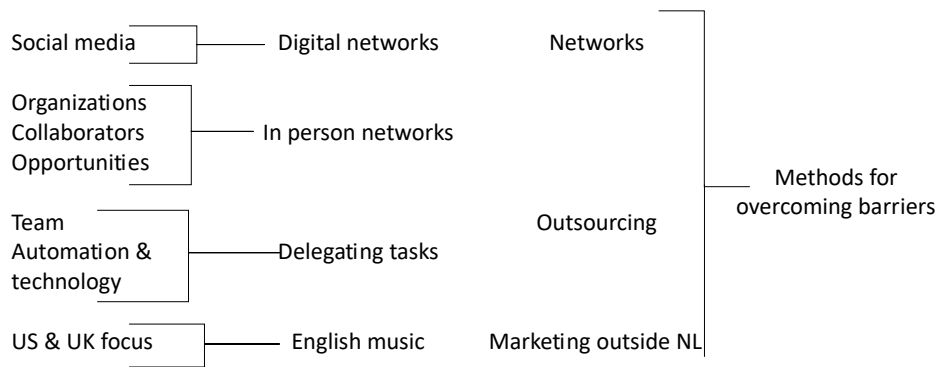 Social media
Digital networks
Networks
Organizations
Collaborators
Opportunities
In person networks
Methods for
overcoming barriers
Team
Automation &
technology
Delegating tasks
Outsourcing
US & UK focus
English music
Marketing outside NL